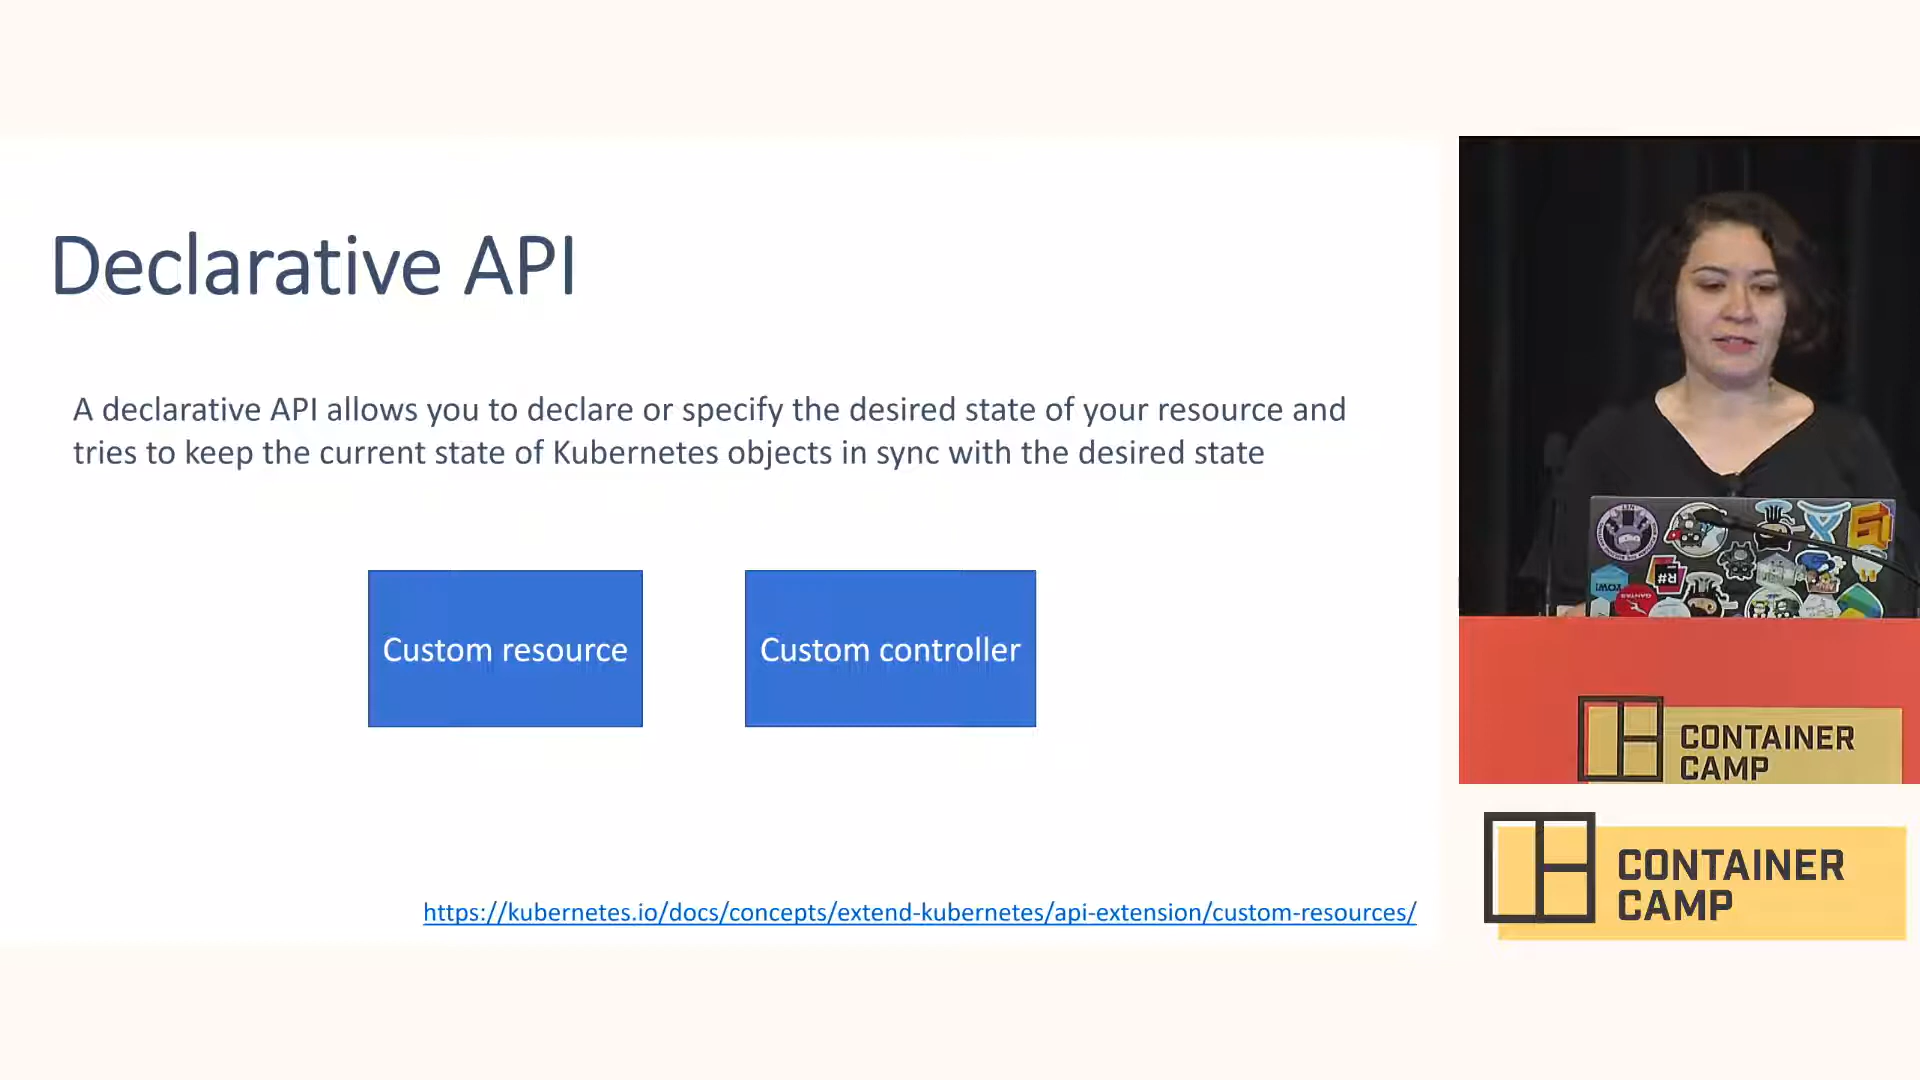 Declarative API
A declarative API allows you to declare or specify the desired state of your resource and
tries to keep the current state of Kubernetes objects in sync with the desired state
Custom resource
Custom controller
https://kubernetes.io/docs/concepts/extend-kubernetes/api-extension/custom-resources/
R#
YOW!
QANTAS
CONTAINER
CAMP
CONTAINER
CAMP